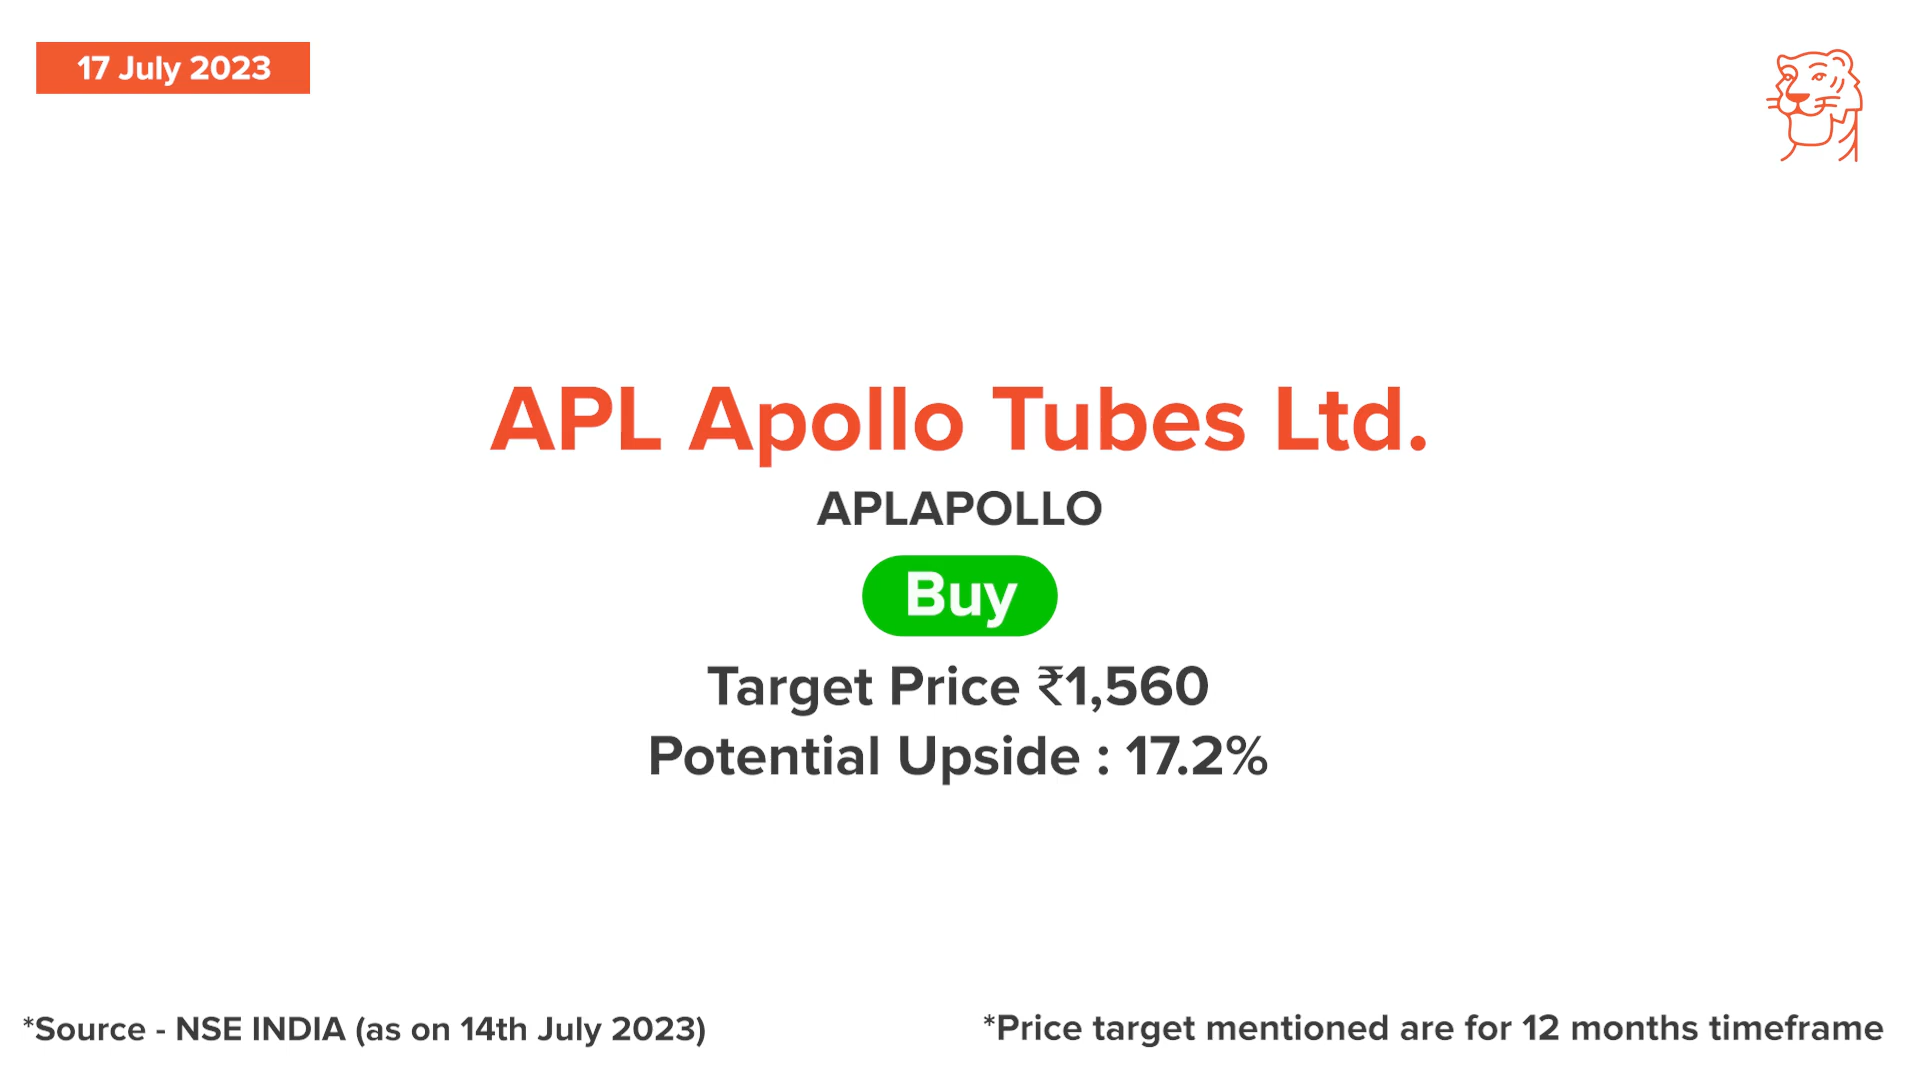 17 July 2023
APL Apollo Tubes Ltd.
APLAPOLLO
Buy
Target Price ₹1,560
Potential Upside : 17.2%
*Source - NSE INDIA (as on 14th July 2023)
*Price target mentioned are for 12 months timeframe